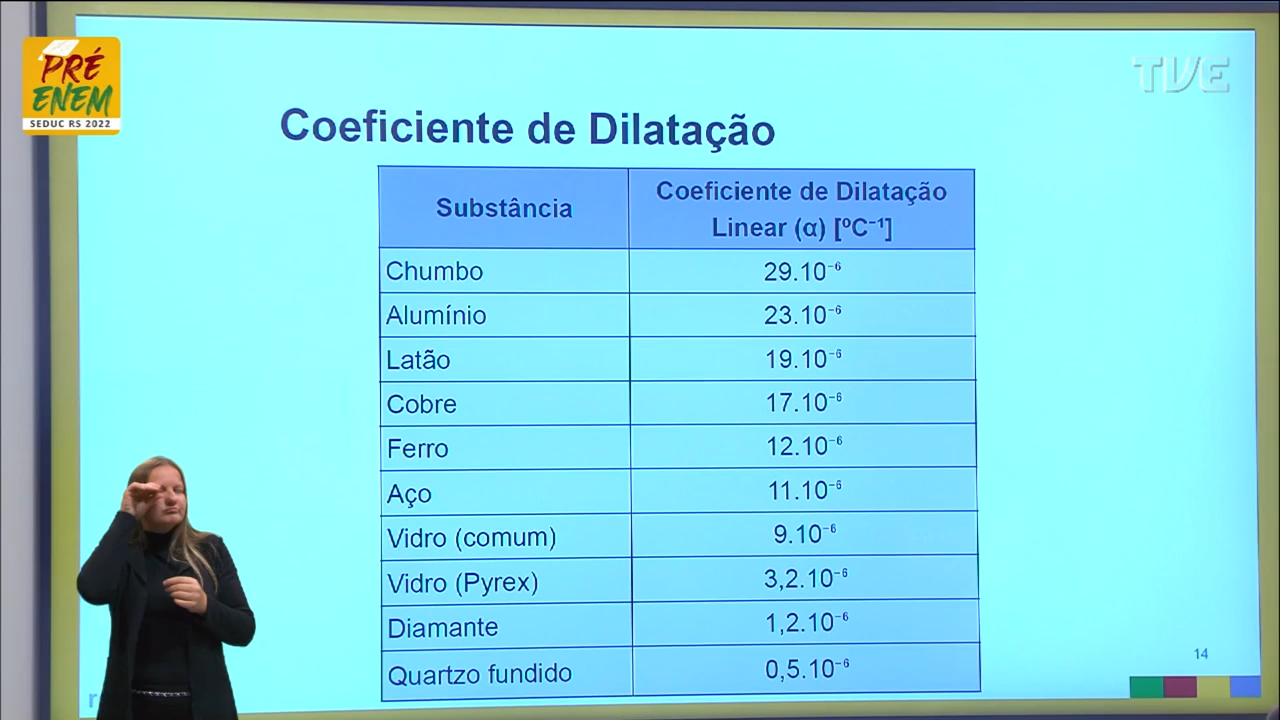 PRÉ
ENEM
SEDUC RS 2022
TVE
Coeficiente de Dilatação
Substância
Coeficiente de Dilatação
Linear (α) [ºC⁻¹]
Chumbo 29.10⁻⁶
Alumínio 23.10⁻⁶
Latão 19.10⁻⁶
Cobre 17.10⁻⁶
Ferro 12.10⁻⁶
Aço 11.10⁻⁶
Vidro (comum) 9.10⁻⁶
Vidro (Pyrex) 3,2.10⁻⁶
Diamante 1,2.10⁻⁶
Quartzo fundido 0,5.10⁻⁶
14